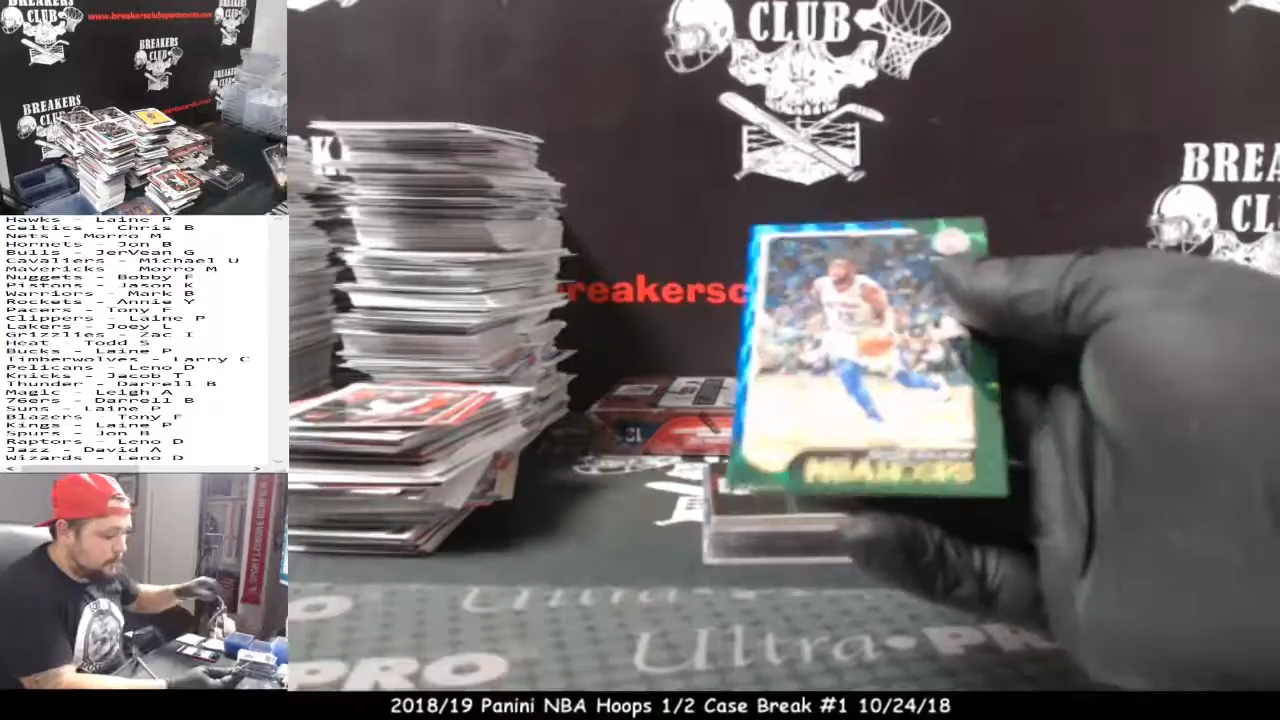 BREAKERS
CLUB
www.breakersclubsportscards.com
BREAKERS
CLUB
BREAKERS
CLUB
Hawks - Laine P
Celtics - Chris B
Nets - Morro M
Hornets - Jon B
Bulls - JerVean G
Cavaliers - Michael U
Mavericks - Morro M
Nuggets - Bobby F
Pistons - Jason K
Warriors - Mark B
Rockets - Annie Y
Pacers - Tony F
Clippers - Laine P
Lakers - Joey L
Grizzlies - Zac I
Heat - Todd S
Bucks - Laine P
Timberwolves - Larry C
Pelicans - Leno D
Knicks - Jacob T
Thunder - Darrell B
Magic - Leigh A
76ers - Darrell B
Suns - Laine P
Blazers - Tony F
Kings - Laine P
Spurs - Jon B
Raptors - Leno D
Jazz - David A
Wizards - Leno D
CLUB
BREA
CL
reakersc
NBA HOOPS
Ultra
PRO
Ultra•PRO
2018/19 Panini NBA Hoops 1/2 Case Break #1 10/24/18